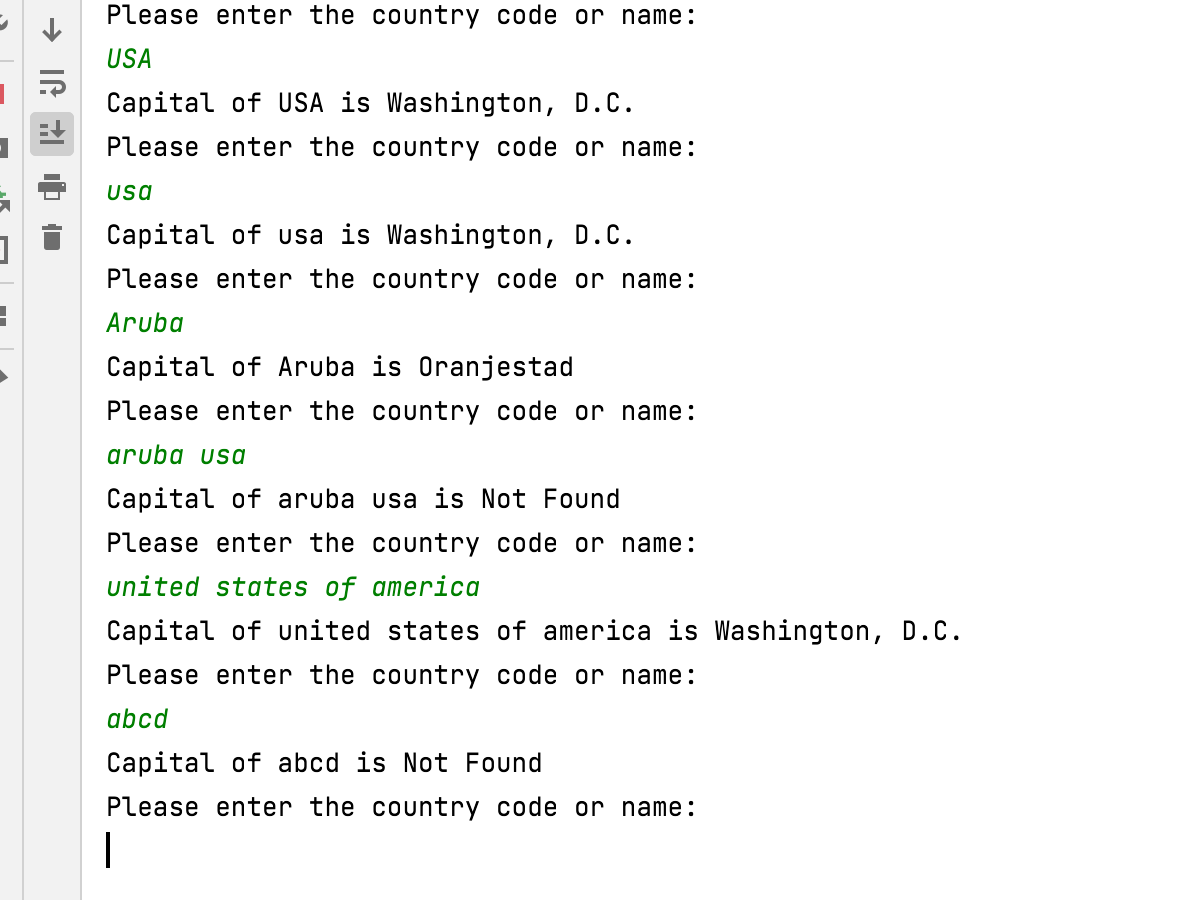 Please enter the country code or name:
USA
Capital of USA is Washington, D.C.
Please enter the country code or name:
usa
Capital of usa is Washington, D.C.
Please enter the country code or name:
Aruba
Capital of Aruba is Oranjestad
Please enter the country code or name:
aruba usa
Capital of aruba usa is Not Found
Please enter the country code or name:
united states of america
Capital of united states of america is Washington, D.C.
Please enter the country code or name:
abcd
Capital of abcd is Not Found
Please enter the country code or name: